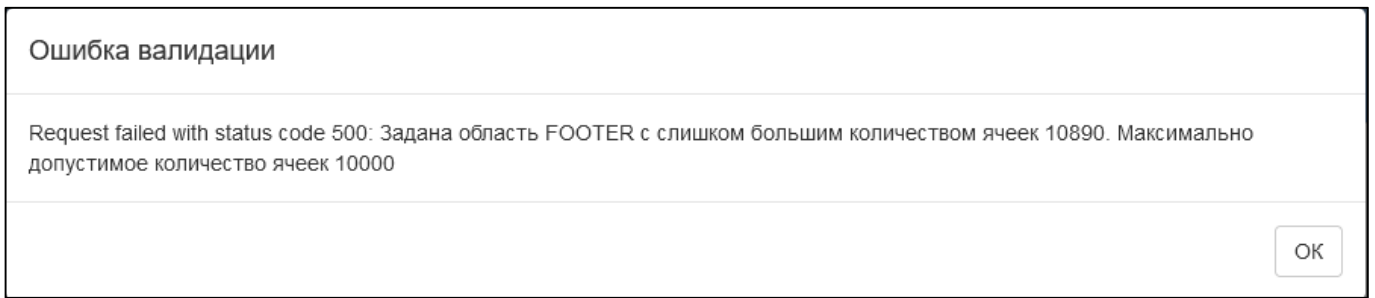 Ошибка валидации
Request failed with status code 500: Задана область FOOTER с слишком большим количеством ячеек 10890. Максимально
допустимое количество ячеек 10000
ОК